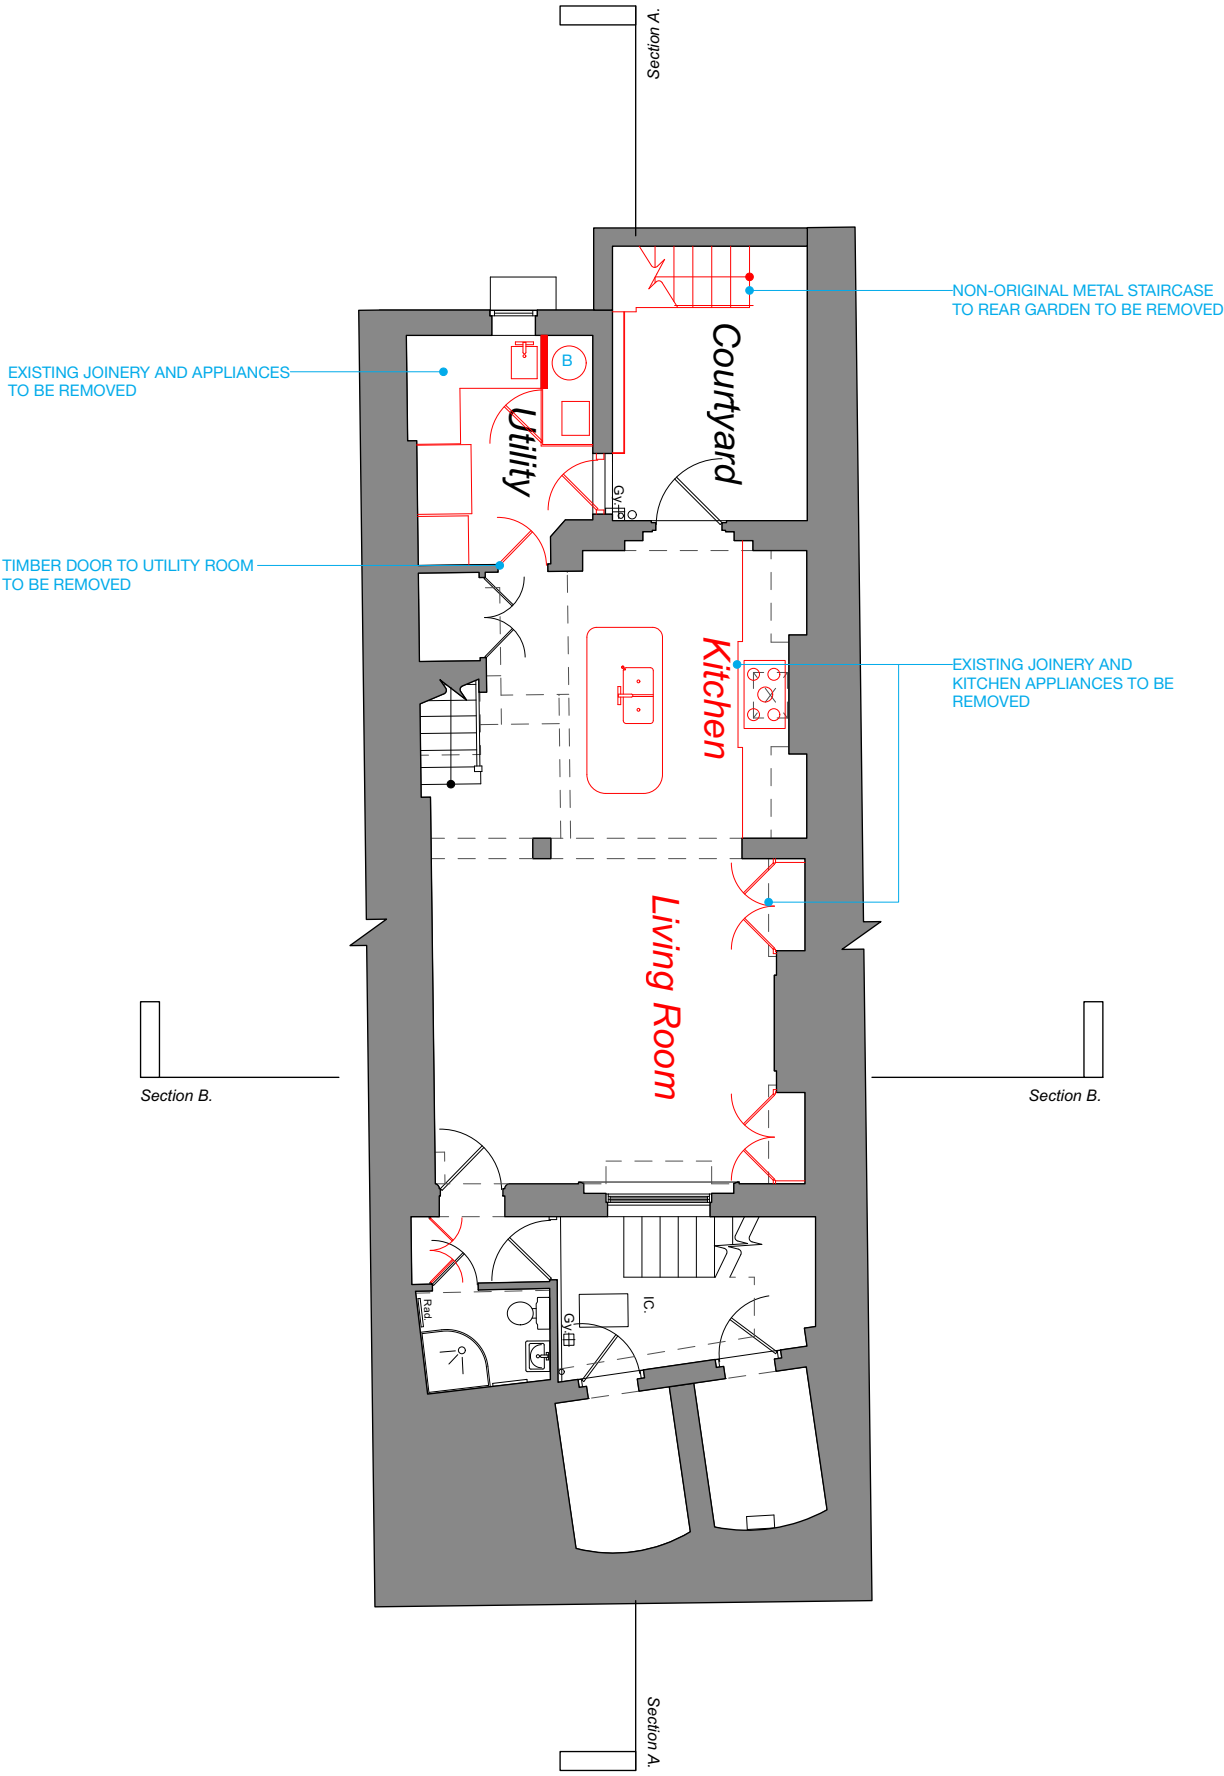 Section A.
NON-ORIGINAL METAL STAIRCASE
TO REAR GARDEN TO BE REMOVED
Courtyard
EXISTING JOINERY AND APPLIANCES
TO BE REMOVED
B
Utility
Gy.
TIMBER DOOR TO UTILITY ROOM
TO BE REMOVED
Kitchen
EXISTING JOINERY AND
KITCHEN APPLIANCES TO BE
REMOVED
Living Room
Section B.
Section B.
Rad.
IC.
Gy.
Section A.